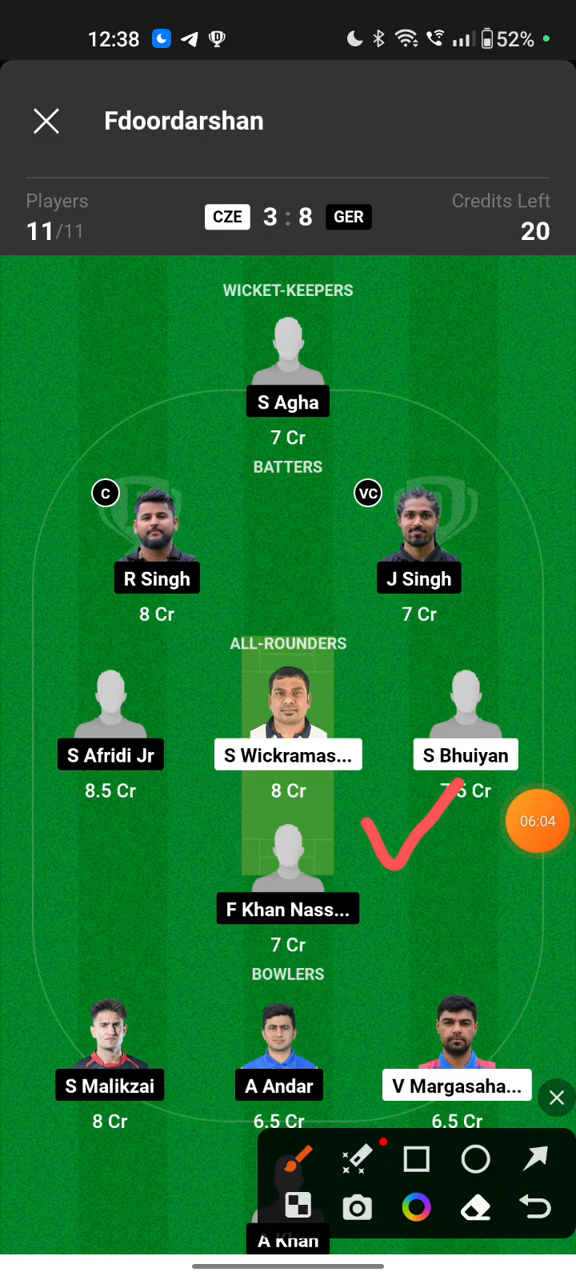 12:38 52%
Fdoordarshan
Players Credits Left
11/11 CZE 3 : 8 GER 20
WICKET-KEEPERS
S Agha
7 Cr
BATTERS
C VC
R Singh J Singh
8 Cr 7 Cr
ALL-ROUNDERS
S Afridi Jr S Wickramas... S Bhuiyan
8.5 Cr 8 Cr 7.5 Cr
06:04
F Khan Nass...
7 Cr
BOWLERS
S Malikzai A Andar V Margasaha...
8 Cr 6.5 Cr 6.5 Cr
A Khan